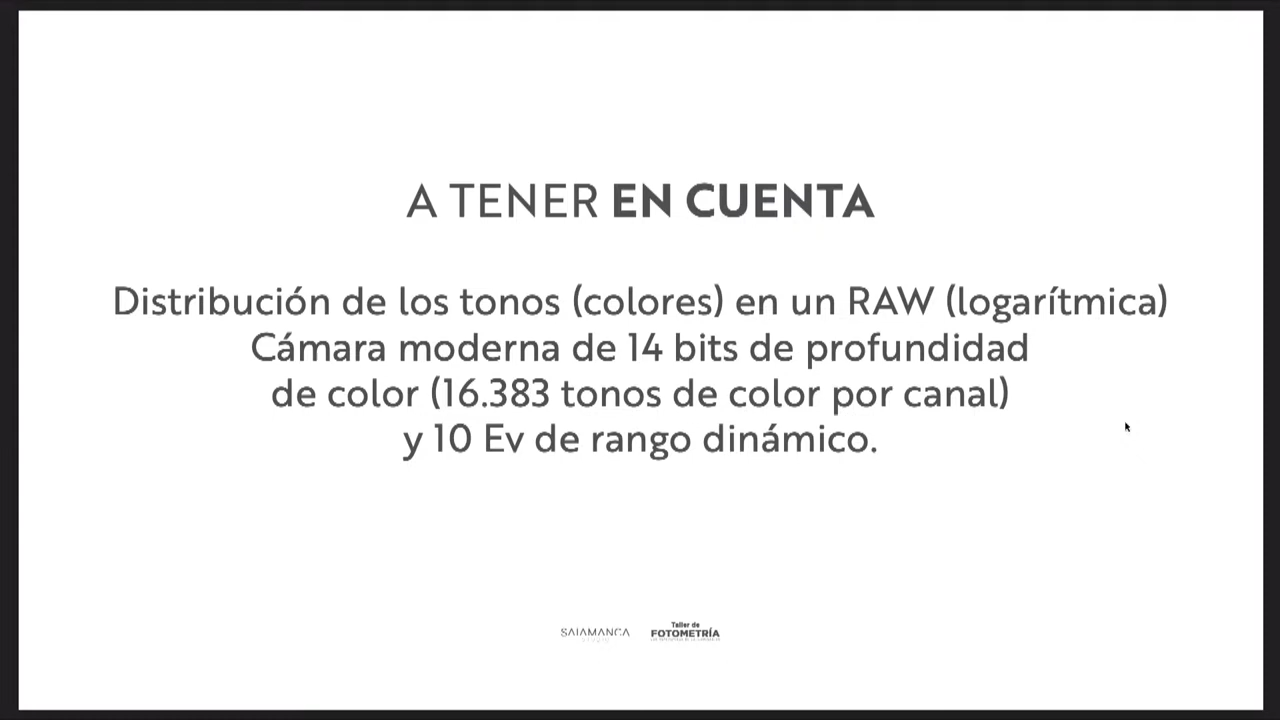 A TENER EN CUENTA
Distribución de los tonos (colores) en un RAW (logarítmica)
Cámara moderna de 14 bits de profundidad
de color (16.383 tonos de color por canal)
y 10 Ev de rango dinámico.
SALAMANCA
Taller de
FOTOMETRÍA